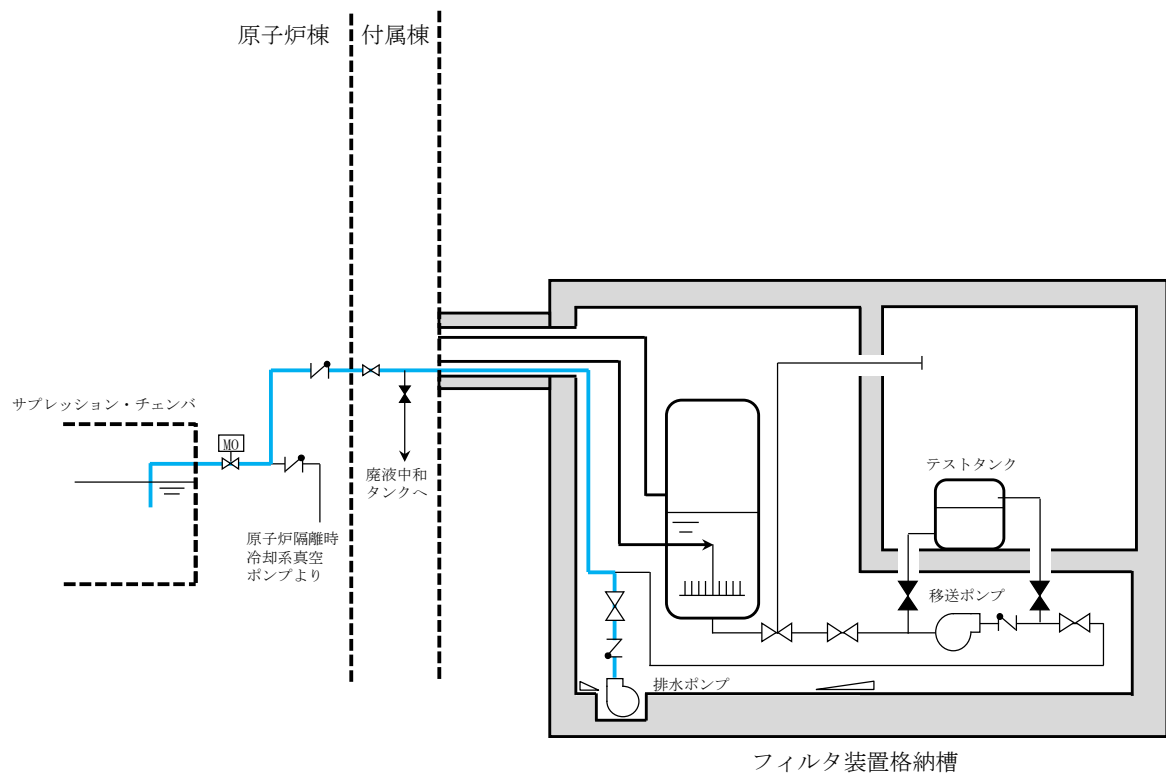 原子炉棟
付属棟
サプレッション・チェンバ
MO
廃液中和
タンクへ
原子炉隔離時
冷却系真空
ポンプより
テストタンク
移送ポンプ
排水ポンプ
フィルタ装置格納槽